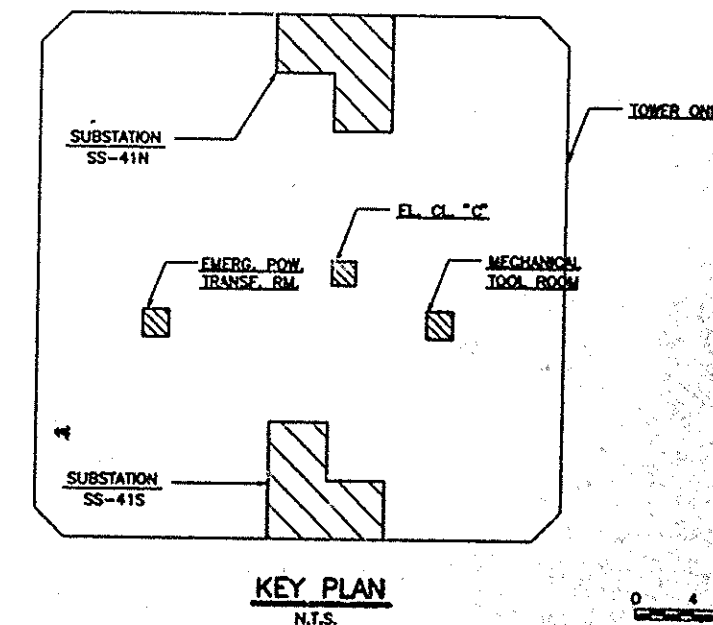 TOWER ON
SUBSTATION
SS-41N
EL. CL. "C"
EMERG. POW.
TRANSF. RM.
MECHANICAL
TOOL ROOM
SUBSTATION
SS-41S
KEY PLAN
N.T.S.
0 4